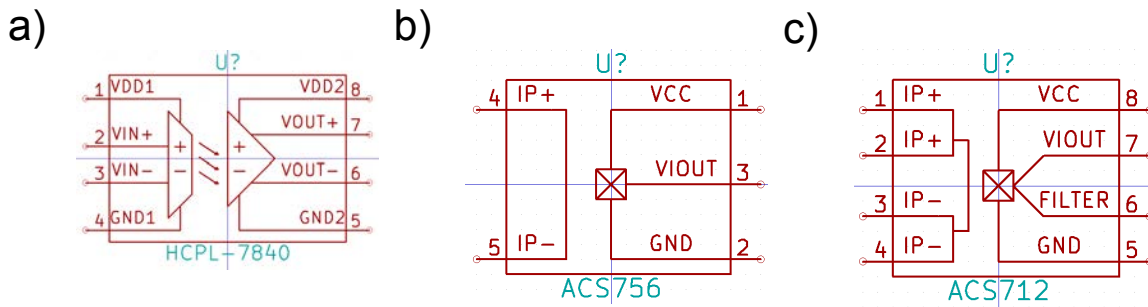 a)
U?
1 VDD1 VDD2 8
2 VIN+ + + VOUT+ 7
3 VIN- - - VOUT- 6
4 GND1 GND2 5
HCPL-7840
b)
U?
4 IP+ VCC 1
VIOUT 3
5 IP- GND 2
ACS756
c)
U?
1 IP+ VCC 8
2 IP+ VIOUT 7
3 IP- FILTER 6
4 IP- GND 5
ACS712